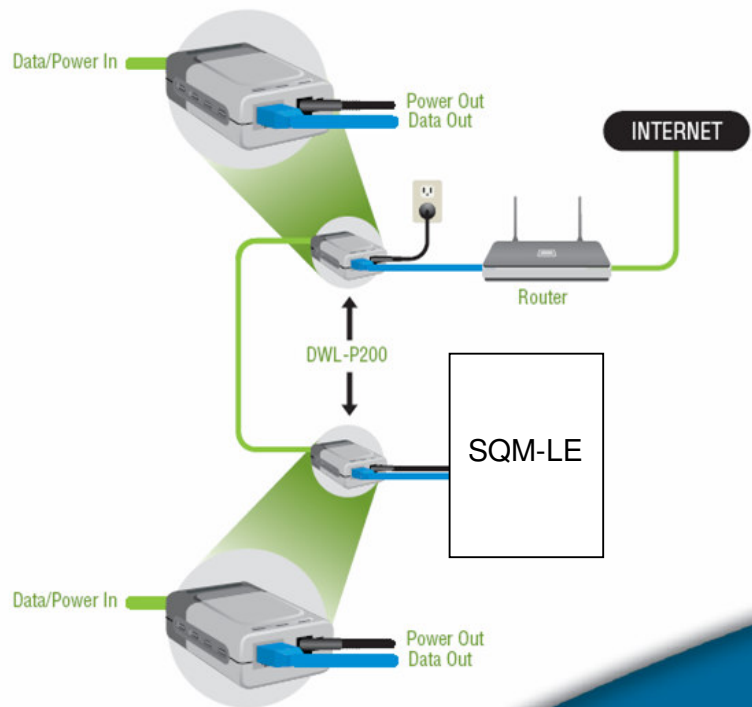 Data/Power In
Power Out
Data Out
INTERNET
Router
DWL-P200
SQM-LE
Data/Power In
Power Out
Data Out